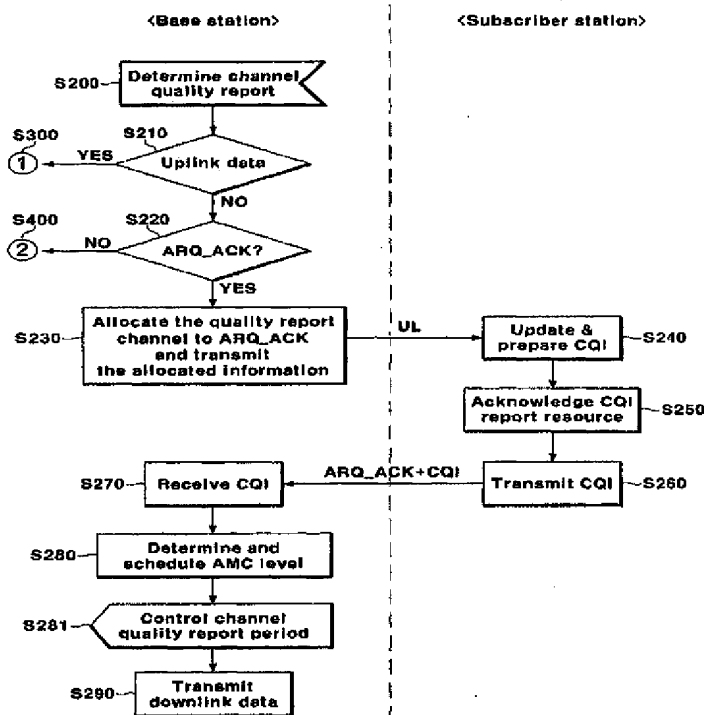 <Base station>
<Subscriber station>
S200
Determine channel
quality report
S300
S210
1
YES
Uplink data
NO
S400
S220
2
NO
ARQ_ACK?
YES
S230
Allocate the quality report
channel to ARQ_ACK
and transmit
the allocated information
UL
Update &
prepare CQI
S240
Acknowledge CQI
report resource
S250
S270
Receive CQI
ARQ_ACK+CQI
Transmit CQI
S260
S280
Determine and
schedule AMC level
S281
Control channel
quality report period
S290
Transmit
downlink data